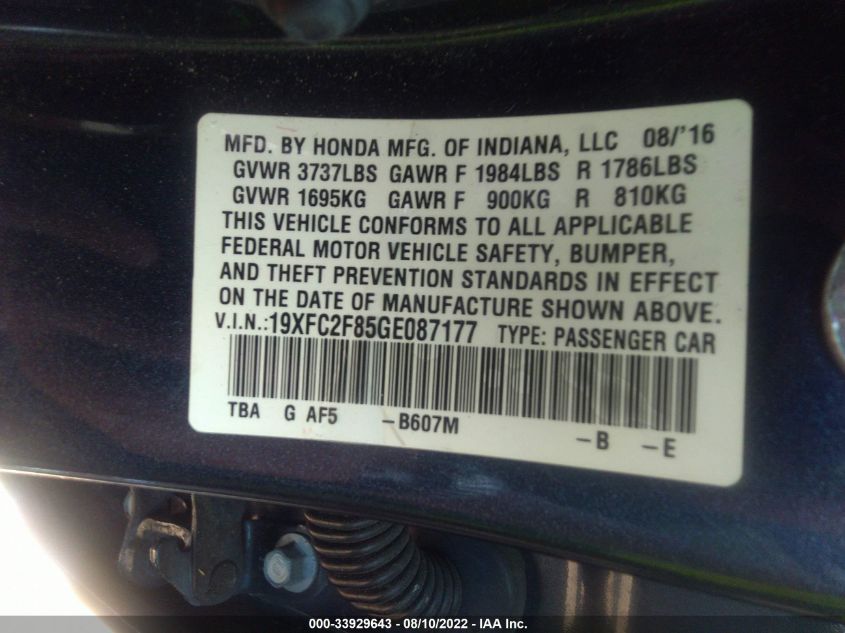 MFD. BY HONDA MFG. OF INDIANA, LLC 08/'16
GVWR 3737LBS GAWR F 1984LBS R 1786LBS
GVWR 1695KG GAWR F 900KG R 810KG
THIS VEHICLE CONFORMS TO ALL APPLICABLE
FEDERAL MOTOR VEHICLE SAFETY, BUMPER,
AND THEFT PREVENTION STANDARDS IN EFFECT
ON THE DATE OF MANUFACTURE SHOWN ABOVE.
V.I.N.:19XFC2F85GE087177 TYPE: PASSENGER CAR
TBA G AF5 -B607M -B -E
000-33929643 - 08/10/2022 - IAA Inc.